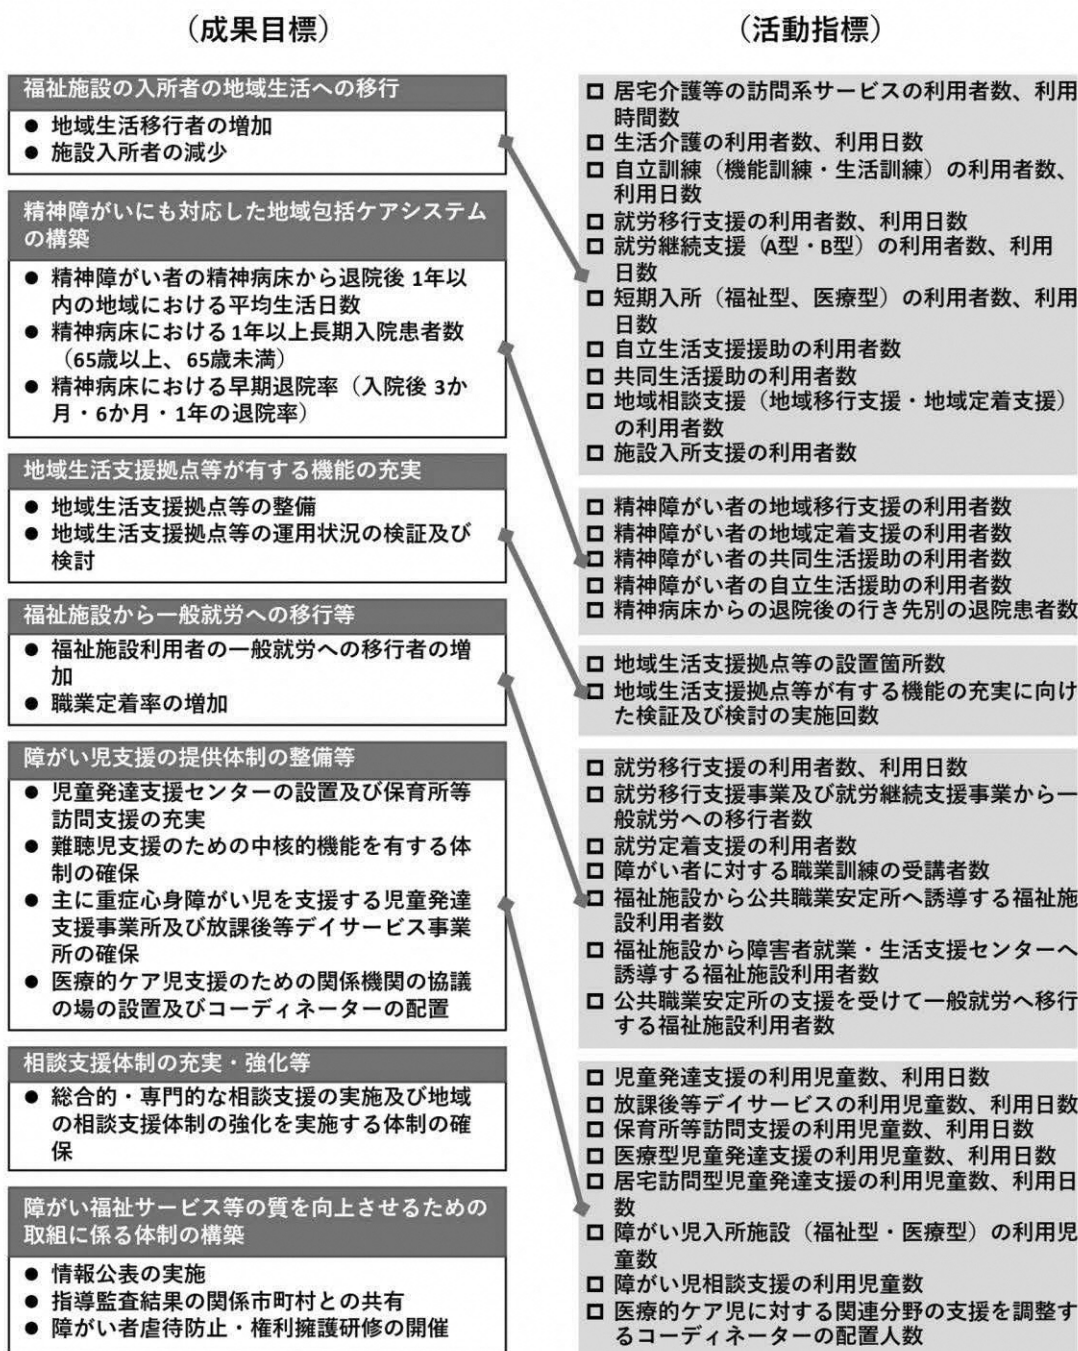 (成果目標)
福祉施設の入所者の地域生活への移行
● 地域生活移行者の増加
● 施設入所者の減少
精神障がいにも対応した地域包括ケアシステム
の構築
● 精神障がい者の精神病床から退院後 1年以
内の地域における平均生活日数
● 精神病床における1年以上長期入院患者数
(65歳以上、65歳未満)
● 精神病床における早期退院率(入院後 3か
月・6か月・1年の退院率)
地域生活支援拠点等が有する機能の充実
● 地域生活支援拠点等の整備
● 地域生活支援拠点等の運用状況の検証及び
検討
福祉施設から一般就労への移行等
● 福祉施設利用者の一般就労への移行者の増
加
● 職業定着率の増加
障がい児支援の提供体制の整備等
● 児童発達支援センターの設置及び保育所等
訪問支援の充実
● 難聴児支援のための中核的機能を有する体
制の確保
● 主に重症心身障がい児を支援する児童発達
支援事業所及び放課後等デイサービス事業
所の確保
● 医療的ケア児支援のための関係機関の協議
の場の設置及びコーディネーターの配置
相談支援体制の充実・強化等
● 総合的・専門的な相談支援の実施及び地域
の相談支援体制の強化を実施する体制の確
保
障がい福祉サービス等の質を向上させるための
取組に係る体制の構築
● 情報公表の実施
● 指導監査結果の関係市町村との共有
● 障がい者虐待防止・権利擁護研修の開催
(活動指標)
□ 居宅介護等の訪問系サービスの利用者数、利用
時間数
□ 生活介護の利用者数、利用日数
□ 自立訓練(機能訓練・生活訓練)の利用者数、
利用日数
□ 就労移行支援の利用者数、利用日数
□ 就労継続支援(A型・B型)の利用者数、利用
日数
□ 短期入所(福祉型、医療型)の利用者数、利用
日数
□ 自立生活支援援助の利用者数
□ 共同生活援助の利用者数
□ 地域相談支援(地域移行支援・地域定着支援)
の利用者数
□ 施設入所支援の利用者数
□ 精神障がい者の地域移行支援の利用者数
□ 精神障がい者の地域定着支援の利用者数
□ 精神障がい者の共同生活援助の利用者数
□ 精神障がい者の自立生活援助の利用者数
□ 精神病床からの退院後の行き先別の退院患者数
□ 地域生活支援拠点等の設置箇所数
□ 地域生活支援拠点等が有する機能の充実に向け
た検証及び検討の実施回数
□ 就労移行支援の利用者数、利用日数
□ 就労移行支援事業及び就労継続支援事業から一
般就労への移行者数
□ 就労定着支援の利用者数
□ 障がい者に対する職業訓練の受講者数
□ 福祉施設から公共職業安定所へ誘導する福祉施
設利用者数
□ 福祉施設から障害者就業・生活支援センターへ
誘導する福祉施設利用者数
□ 公共職業安定所の支援を受けて一般就労へ移行
する福祉施設利用者数
□ 児童発達支援の利用児童数、利用日数
□ 放課後等デイサービスの利用児童数、利用日数
□ 保育所等訪問支援の利用児童数、利用日数
□ 医療型児童発達支援の利用児童数、利用日数
□ 居宅訪問型児童発達支援の利用児童数、利用日
数
□ 障がい児入所施設(福祉型・医療型)の利用児
童数
□ 障がい児相談支援の利用児童数
□ 医療的ケア児に対する関連分野の支援を調整す
るコーディネーターの配置人数